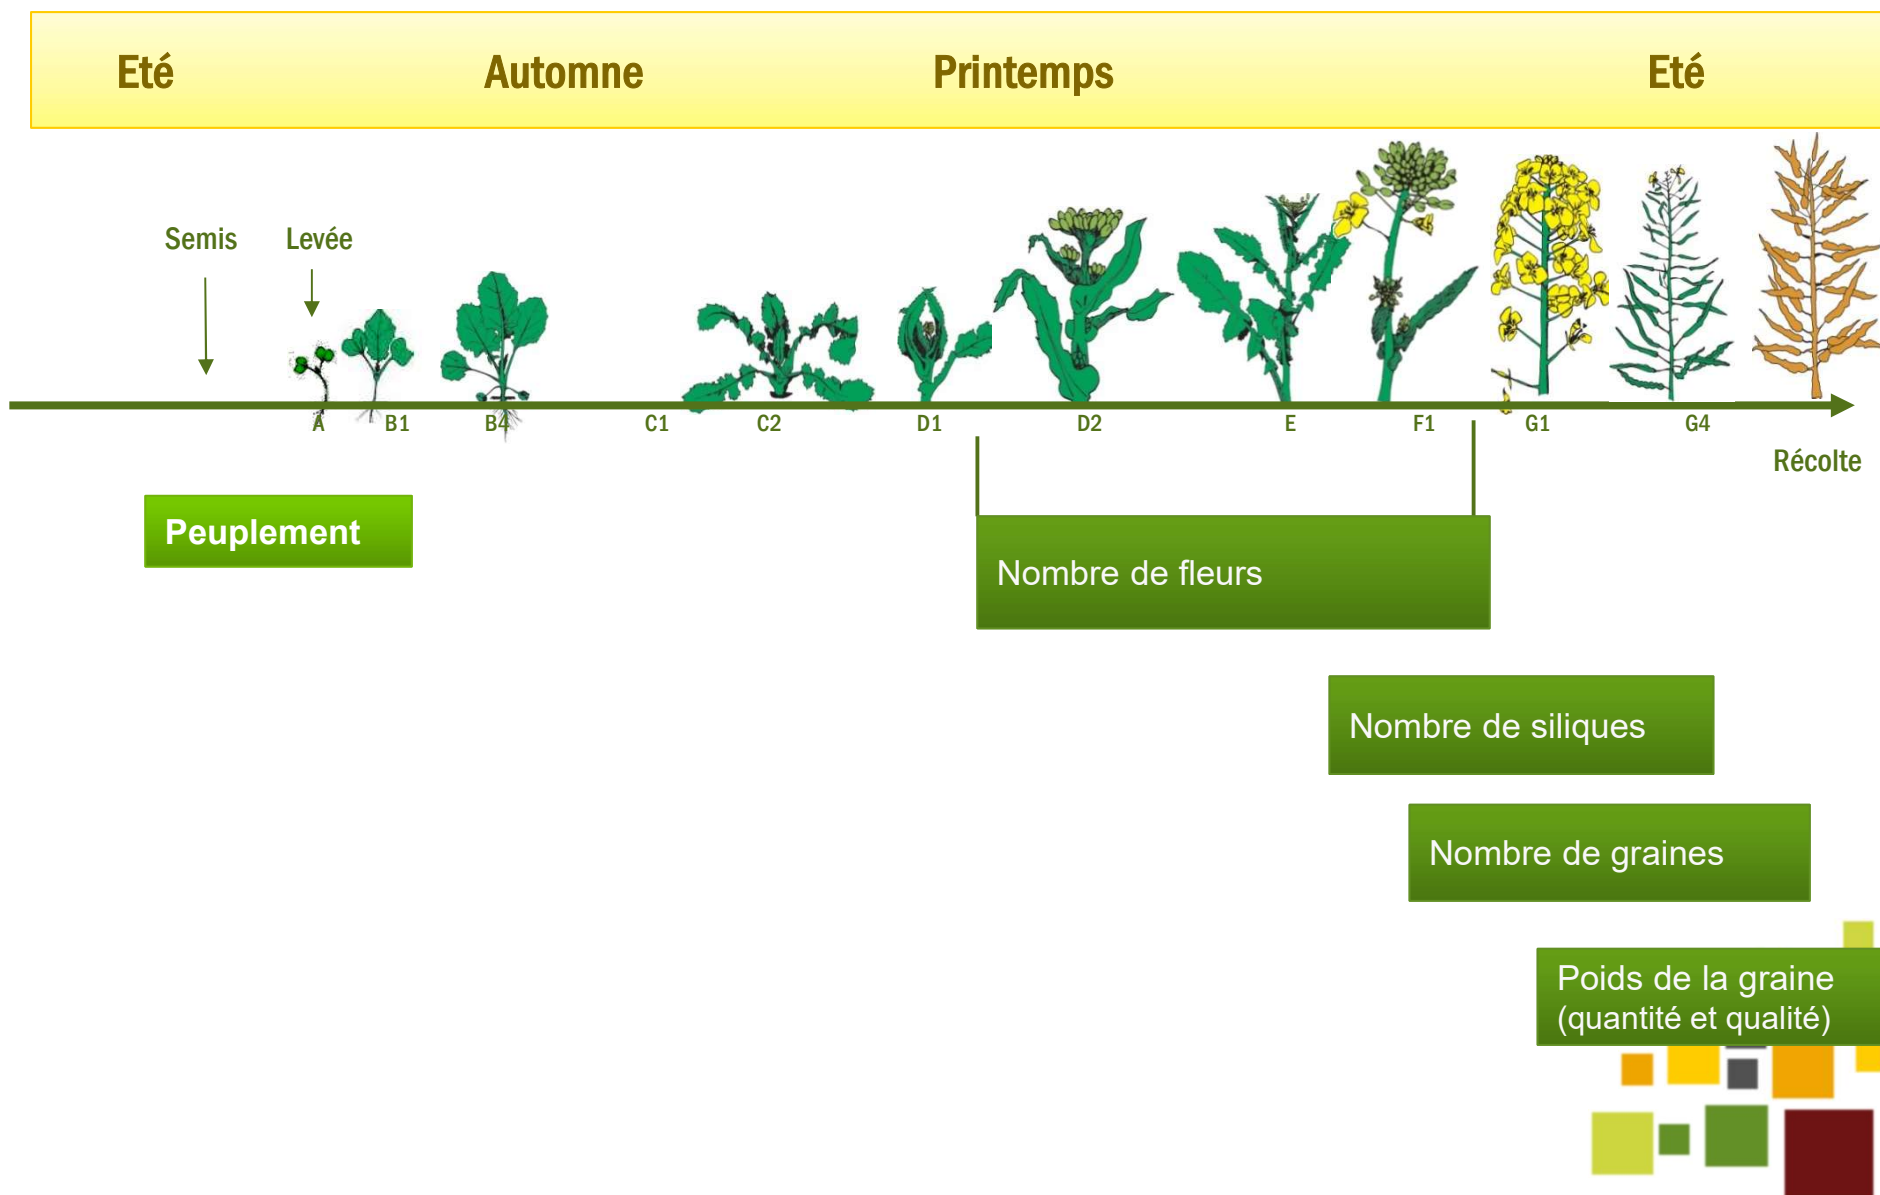 Eté Automne Printemps Eté
Semis Levée
A B1 B4 C1 C2 D1 D2 E F1 G1 G4
Récolte
Peuplement
Nombre de fleurs
Nombre de siliques
Nombre de graines
Poids de la graine
(quantité et qualité)